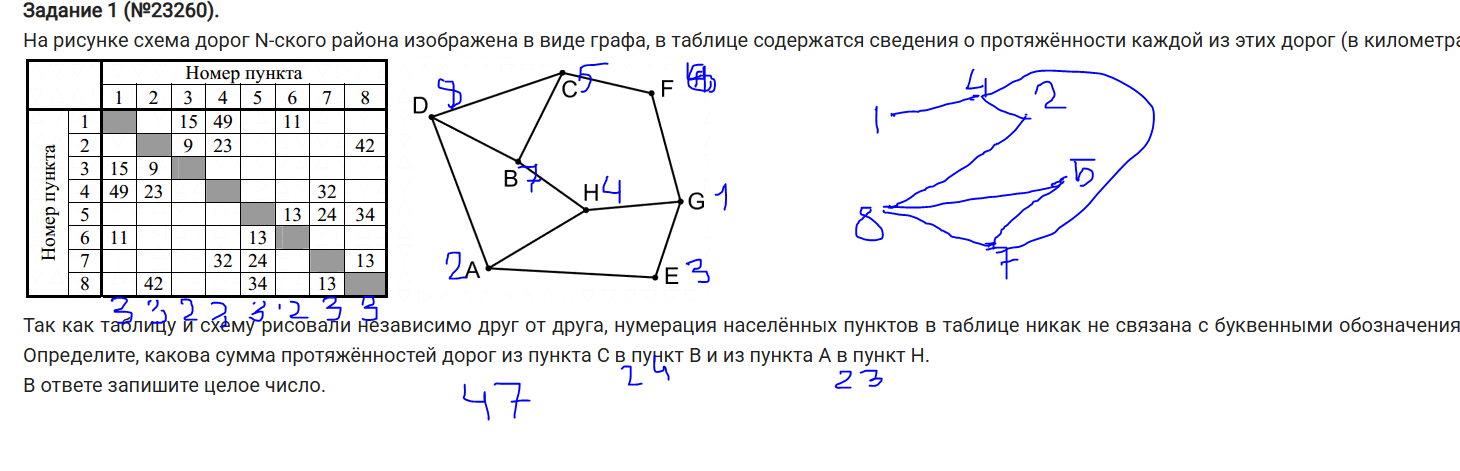 Задание 1 (№23260).
На рисунке схема дорог N-ского района изображена в виде графа, в таблице содержатся сведения о протяжённости каждой из этих дорог (в километра
Номер пункта
1 2 3 4 5 6 7 8
Номер пункта
1 15 49 11
2 9 23 42
3 15 9
4 49 23 32
5 13 24 34
6 11 13
7 32 24 13
8 42 34 13
3 3 2 3 3 2 3 3
C 5
F
D
B 7
H 4
G 1
2 A
E 3
4
2
1
5
8
7
Так как таблицу и схему рисовали независимо друг от друга, нумерация населённых пунктов в таблице никак не связана с буквенными обозначения
Определите, какова сумма протяжённостей дорог из пункта C в пункт B и из пункта A в пункт H.
24 23
В ответе запишите целое число.
47